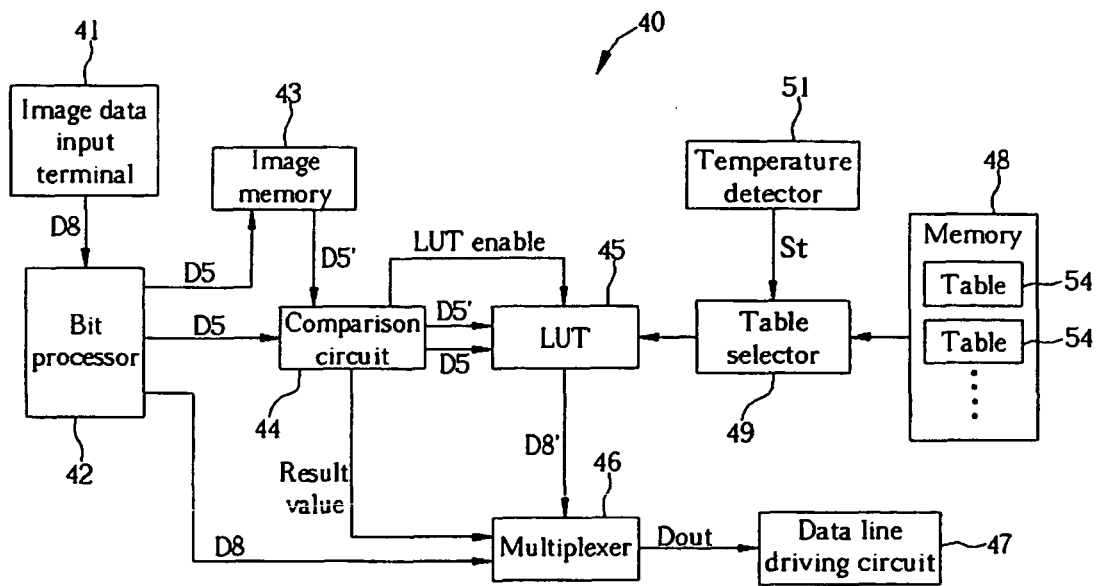 40
41
Image data
input
terminal
43
Image
memory
51
Temperature
detector
48
Memory
Table
54
Table
54
D8
D5
D5'
LUT enable
45
St
Bit
processor
42
D5
Comparison
circuit
44
D5'
D5
LUT
Table
selector
49
D8'
Result
value
46
D8
Multiplexer
Dout
Data line
driving circuit
47